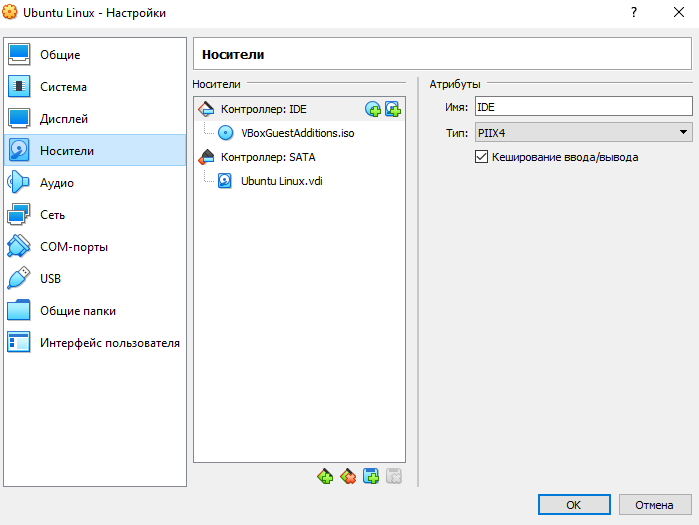 Ubuntu Linux - Настройки
?
Общие
Система
Дисплей
Носители
Аудио
Сеть
COM-порты
USB
Общие папки
Интерфейс пользователя
Носители
Носители
Контроллер: IDE
VBoxGuestAdditions.iso
Контроллер: SATA
Ubuntu Linux.vdi
Атрибуты
Имя: IDE
Тип: PIIX4
Кеширование ввода/вывода
OK
Отмена